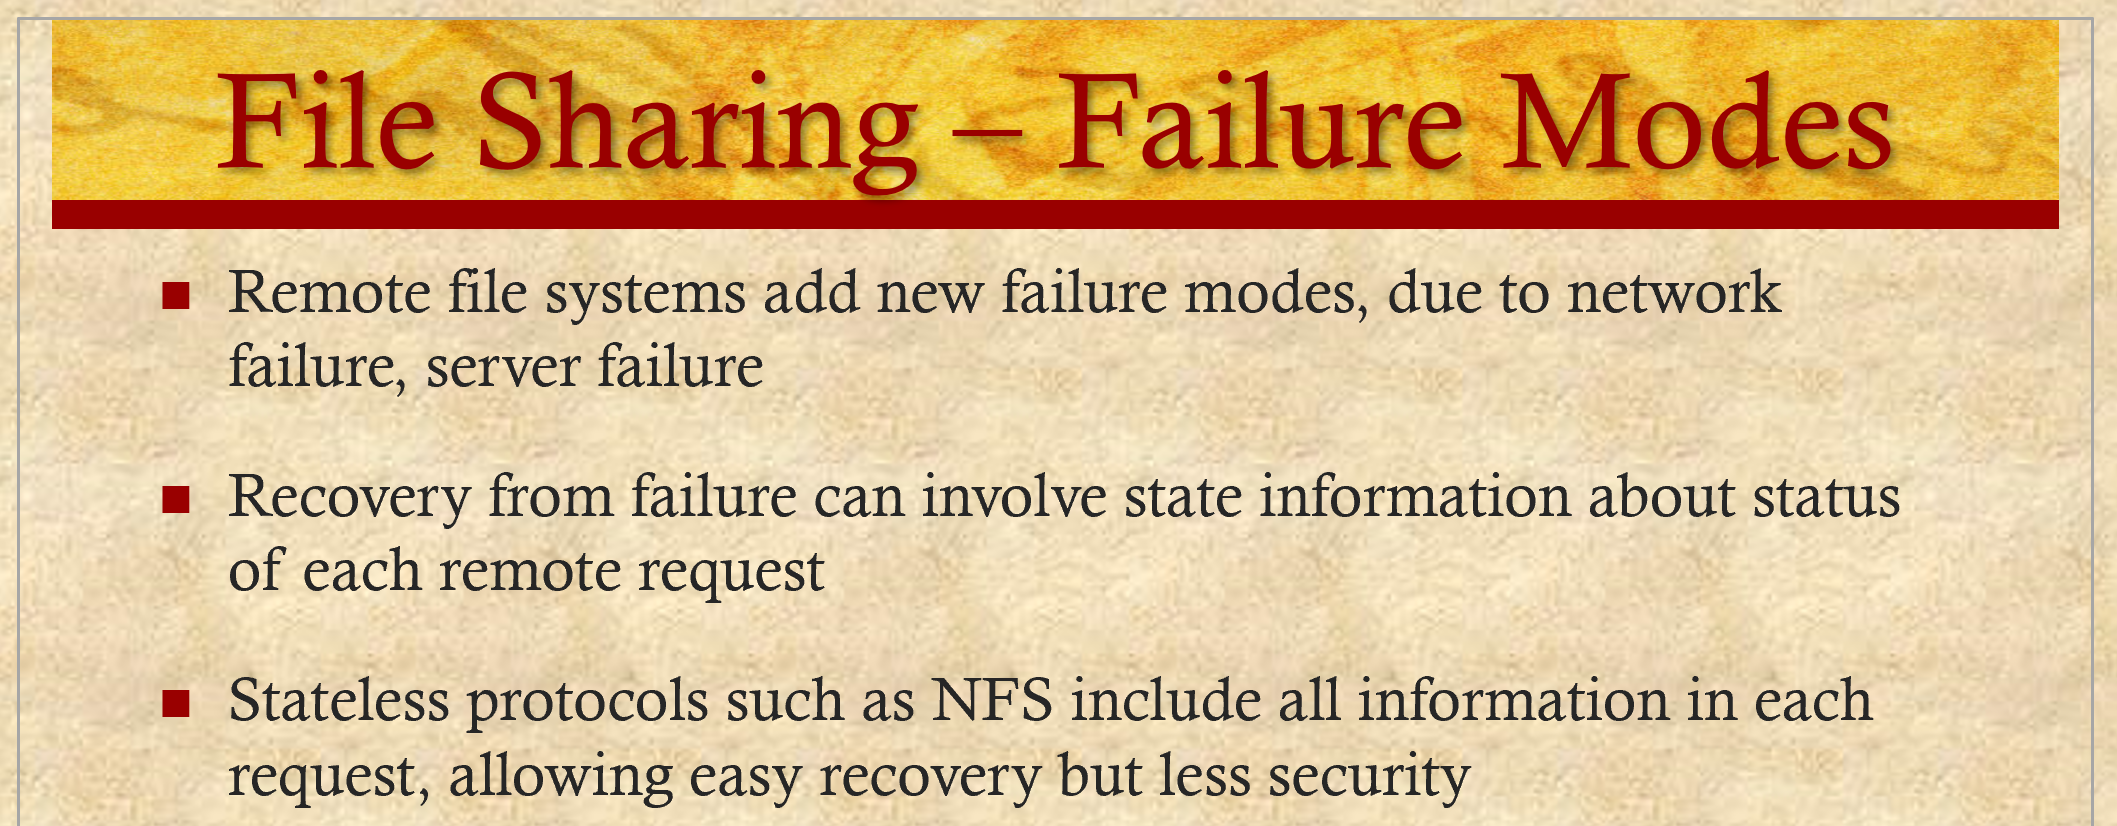 File Sharing – Failure Modes
Remote file systems add new failure modes, due to network
failure, server failure
Recovery from failure can involve state information about status
of each remote request
Stateless protocols such as NFS include all information in each
request, allowing easy recovery but less security